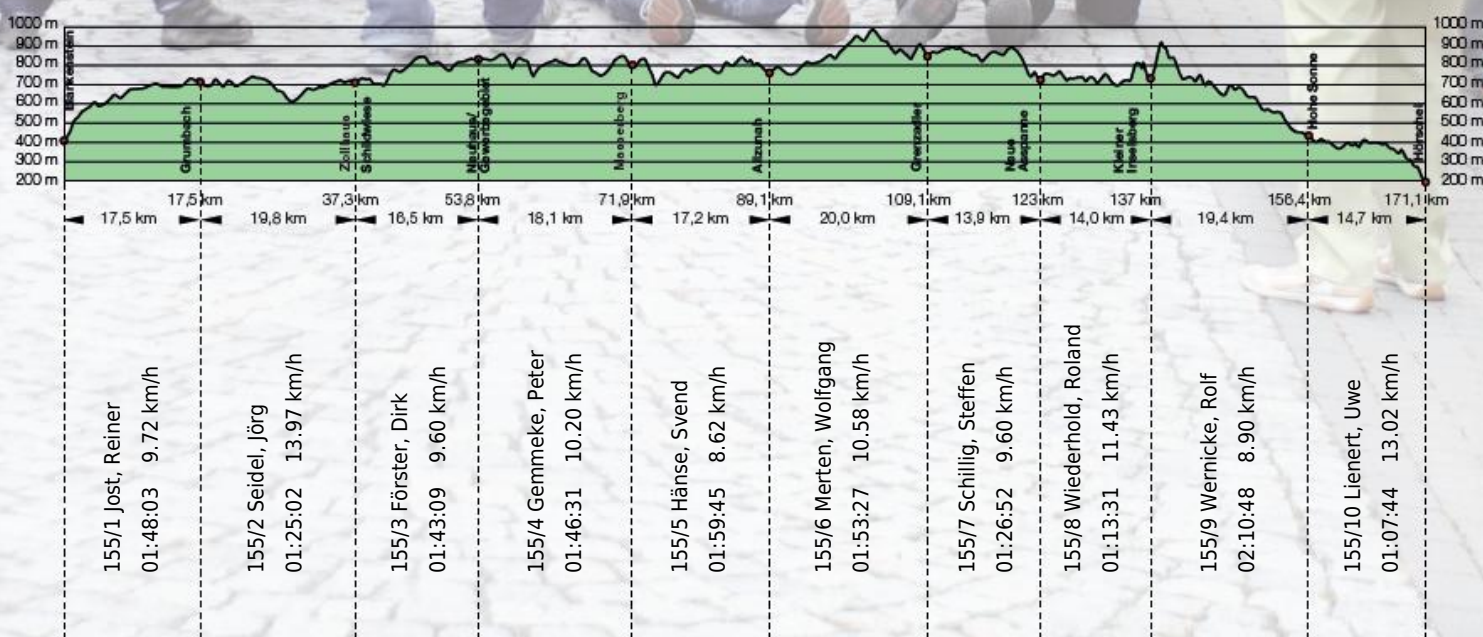 1000 m
900 m
800 m
700 m
600 m
500 m
400 m
300 m
200 m
1000 m
900 m
800 m
700 m
600 m
500 m
400 m
300 m
200 m
Blankenstein
Grumbach
Zollhaus
Schildwiese
Neuhaus/
Masserberg
Allzunah
Grenzadler
Neue
Ausspanne
Kleiner
Inselsberg
Hohe Sonne
Hörschel
17,5 km 37,3 km 53,8 km 71,9 km 89,1 km 109,1 km 123 km 137 km 156,4 km 171,1 km
17,5 km 19,8 km 16,5 km 18,1 km 17,2 km 20,0 km 13,9 km 14,0 km 19,4 km 14,7 km
155/1 Jost, Reiner
01:48:03 9.72 km/h
155/2 Seidel, Jörg
01:25:02 13.97 km/h
155/3 Förster, Dirk
01:43:09 9.60 km/h
155/4 Gemmeke, Peter
01:46:31 10.20 km/h
155/5 Hänse, Svend
01:59:45 8.62 km/h
155/6 Merten, Wolfgang
01:53:27 10.58 km/h
155/7 Schillig, Steffen
01:26:52 9.60 km/h
155/8 Wiederhold, Roland
01:13:31 11.43 km/h
155/9 Wernicke, Rolf
02:10:48 8.90 km/h
155/10 Lienert, Uwe
01:07:44 13.02 km/h